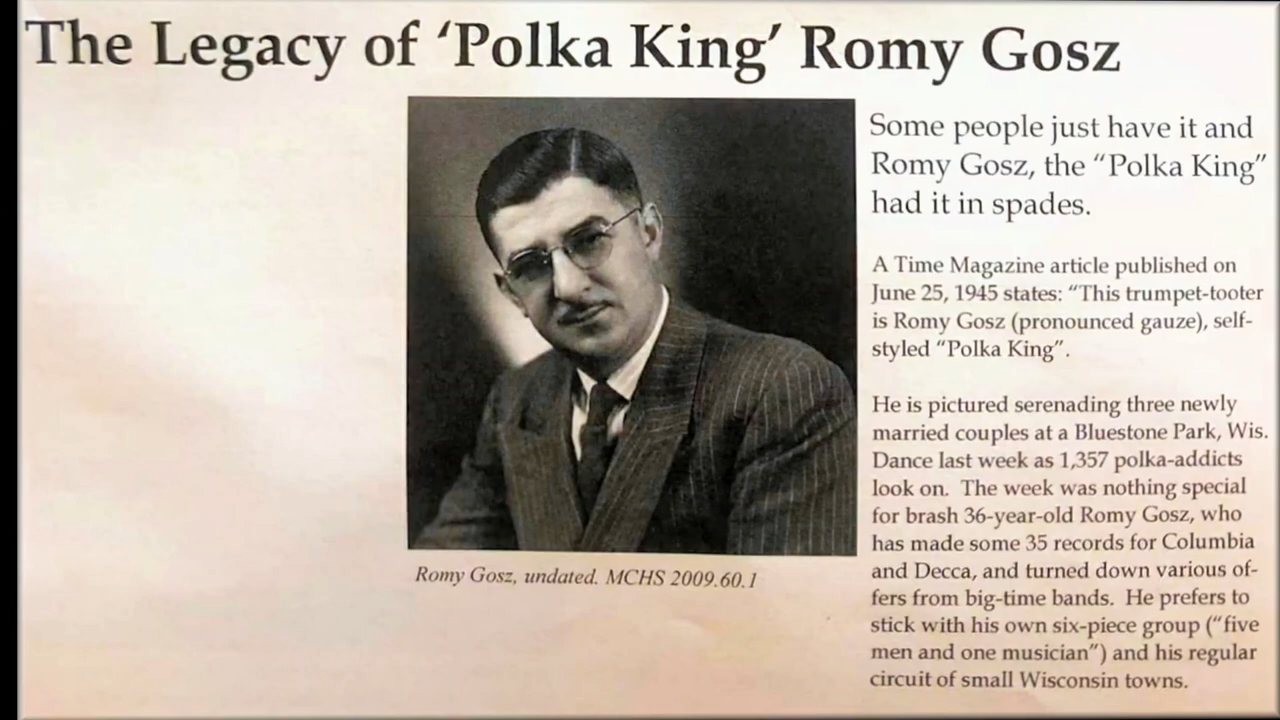 The Legacy of ‘Polka King’ Romy Gosz
Some people just have it and
Romy Gosz, the “Polka King”
had it in spades.
A Time Magazine article published on
June 25, 1945 states: “This trumpet-tooter
is Romy Gosz (pronounced gauze), self-
styled “Polka King”.
He is pictured serenading three newly
married couples at a Bluestone Park, Wis.
Dance last week as 1,357 polka-addicts
look on. The week was nothing special
for brash 36-year-old Romy Gosz, who
has made some 35 records for Columbia
and Decca, and turned down various of-
fers from big-time bands. He prefers to
stick with his own six-piece group (“five
men and one musician”) and his regular
circuit of small Wisconsin towns.
Romy Gosz, undated. MCHS 2009.60.1